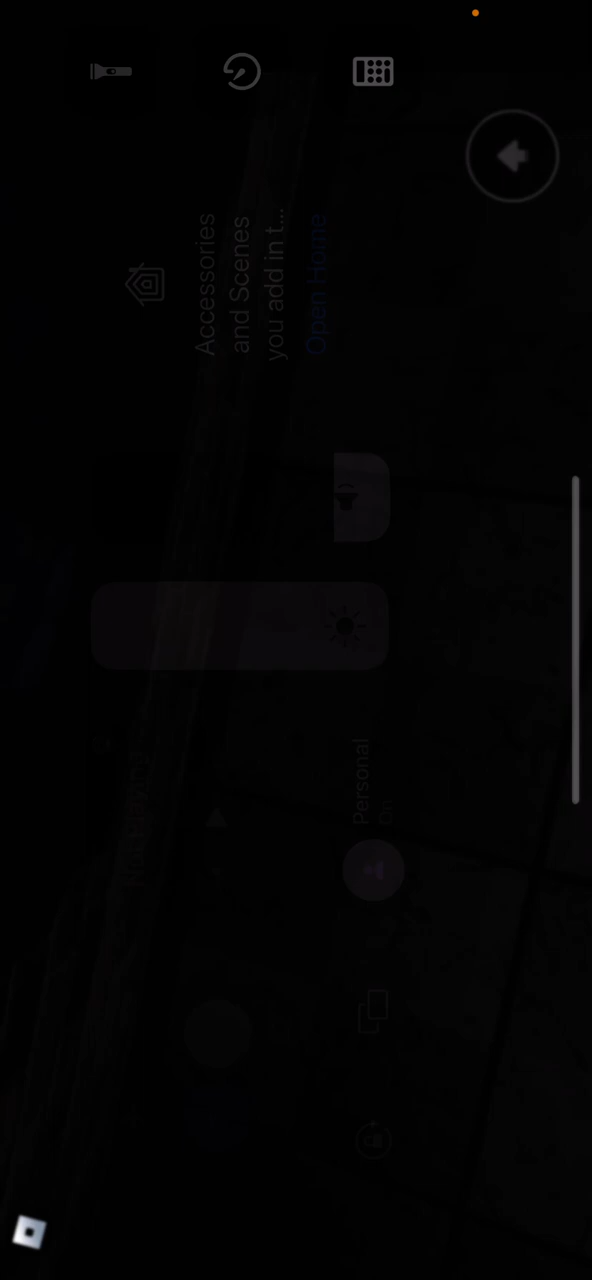 Accessories
and Scenes
you add in t...
Open Home
Personal
On